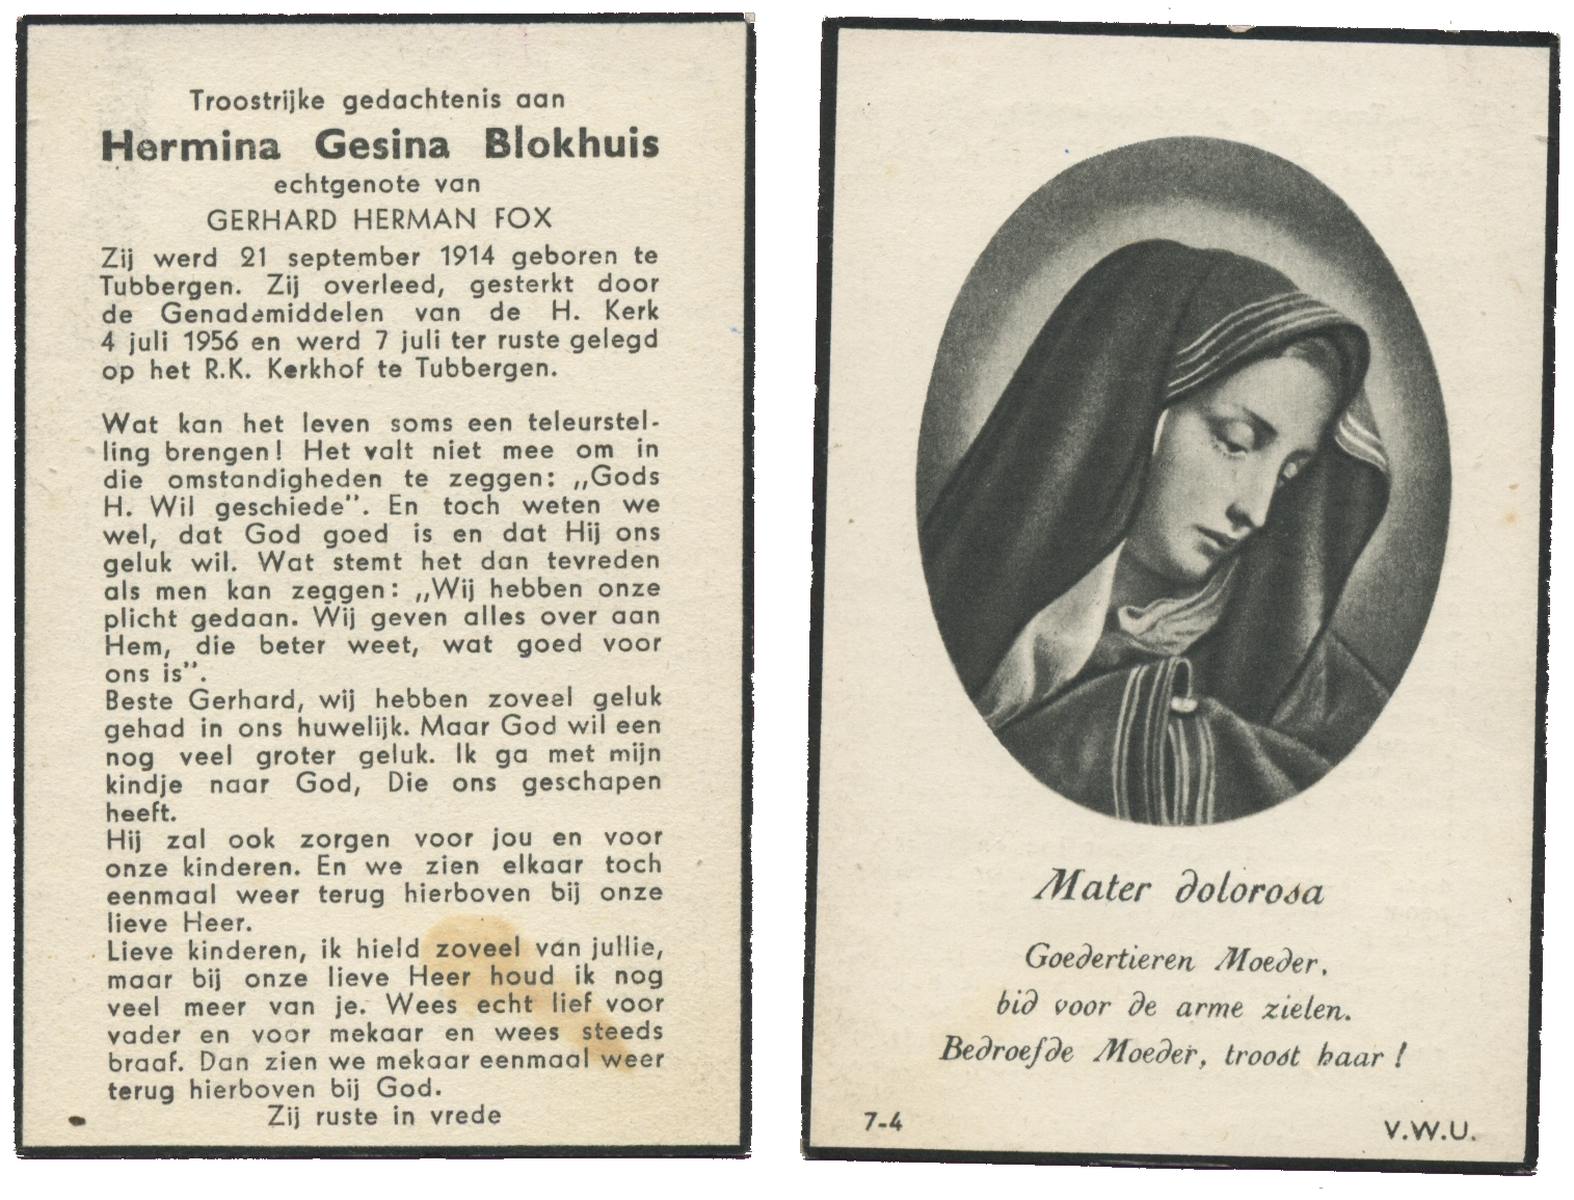 Troostrijke gedachtenis aan
Hermina Gesina Blokhuis
echtgenote van
GERHARD HERMAN FOX
Zij werd 21 september 1914 geboren te
Tubbergen. Zij overleed, gesterkt door
de Genademiddelen van de H. Kerk
4 juli 1956 en werd 7 juli ter ruste gelegd
op het R.K. Kerkhof te Tubbergen.
Wat kan het leven soms een teleurstel-
ling brengen! Het valt niet mee om in
die omstandigheden te zeggen: „Gods
H. Wil geschiede". En toch weten we
wel, dat God goed is en dat Hij ons
geluk wil. Wat stemt het dan tevreden
als men kan zeggen: „Wij hebben onze
plicht gedaan. Wij geven alles over aan
Hem, die beter weet, wat goed voor
ons is".
Beste Gerhard, wij hebben zoveel geluk
gehad in ons huwelijk. Maar God wil een
nog veel groter geluk. Ik ga met mijn
kindje naar God, Die ons geschapen
heeft.
Hij zal ook zorgen voor jou en voor
onze kinderen. En we zien elkaar toch
eenmaal weer terug hierboven bij onze
lieve Heer.
Lieve kinderen, ik hield zoveel van jullie,
maar bij onze lieve Heer houd ik nog
veel meer van je. Wees echt lief voor
vader en voor mekaar en wees steeds
braaf. Dan zien we mekaar eenmaal weer
terug hierboven bij God.
Zij ruste in vrede
Mater dolorosa
Goedertieren Moeder,
bid voor de arme zielen.
Bedroefde Moeder, troost haar!
7-4
V.W.U.